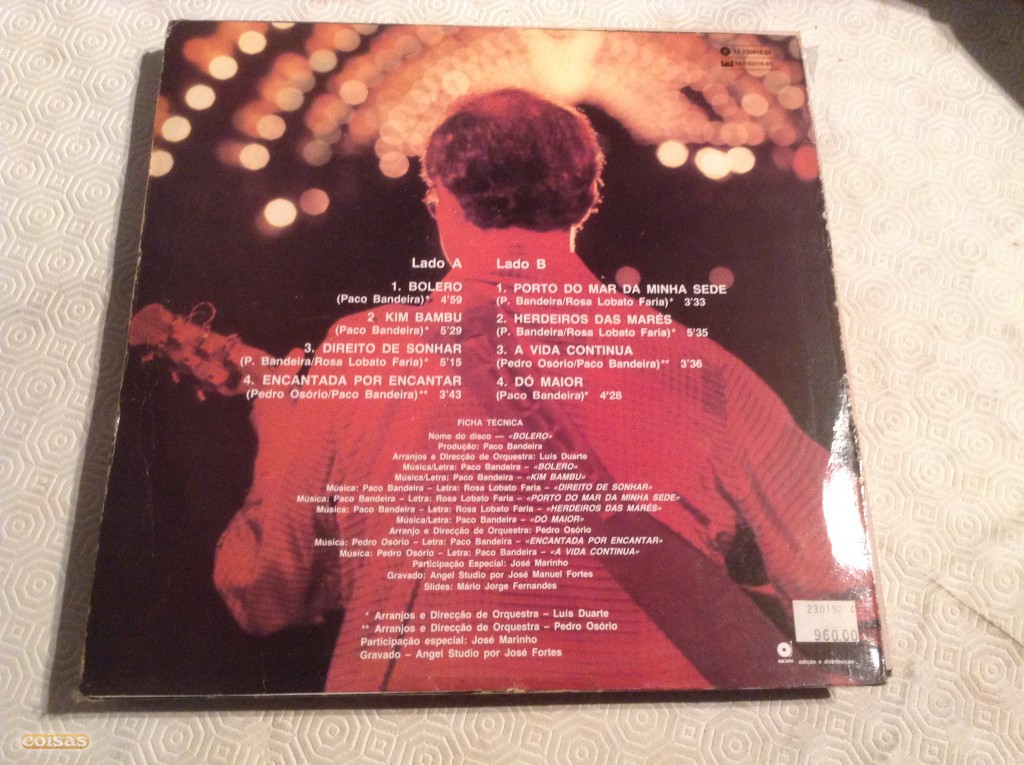 Lado A
1. BOLERO
(Paco Bandeira)* 4'59
2 KIM BAMBU
(Paco Bandeira)* 5'29
3. DIREITO DE SONHAR
(P. Bandeira/Rosa Lobato Faria)* 5'15
4. ENCANTADA POR ENCANTAR
(Pedro Osório/Paco Bandeira)** 3'43
Lado B
1. PORTO DO MAR DA MINHA SEDE
(P. Bandeira/Rosa Lobato Faria)* 3'33
2. HERDEIROS DAS MARÉS
(P. Bandeira/Rosa Lobato Faria)* 5'35
3. A VIDA CONTINUA
(Pedro Osório/Paco Bandeira)** 3'36
4. DÓ MAIOR
(Paco Bandeira)* 4'28
FICHA TÉCNICA
Nome do disco — «BOLERO»
Produção: Paco Bandeira
Arranjos e Direcção de Orquestra: Luís Duarte
Música/Letra: Paco Bandeira – «BOLERO»
Música/Letra: Paco Bandeira – «KIM BAMBU»
Música: Paco Bandeira – Letra: Rosa Lobato Faria – «DIREITO DE SONHAR»
Música: Paco Bandeira – Letra: Rosa Lobato Faria – «PORTO DO MAR DA MINHA SEDE»
Música: Paco Bandeira – Letra: Rosa Lobato Faria – «HERDEIROS DAS MARÉS»
Música/Letra: Paco Bandeira – «DÓ MAIOR»
Arranjo e Direcção de Orquestra: Pedro Osório
Música: Pedro Osório – Letra: Paco Bandeira – «ENCANTADA POR ENCANTAR»
Música: Pedro Osório – Letra: Paco Bandeira – «A VIDA CONTINUA»
Participação Especial: José Marinho
Gravado: Angel Studio por José Manuel Fortes
Slides: Mário Jorge Fernandes
* Arranjos e Direcção de Orquestra – Luís Duarte
** Arranjos e Direcção de Orquestra – Pedro Osório
Participação especial: José Marinho
Gravado – Angel Studio por José Fortes
960.00
edição e distribuição
coisas